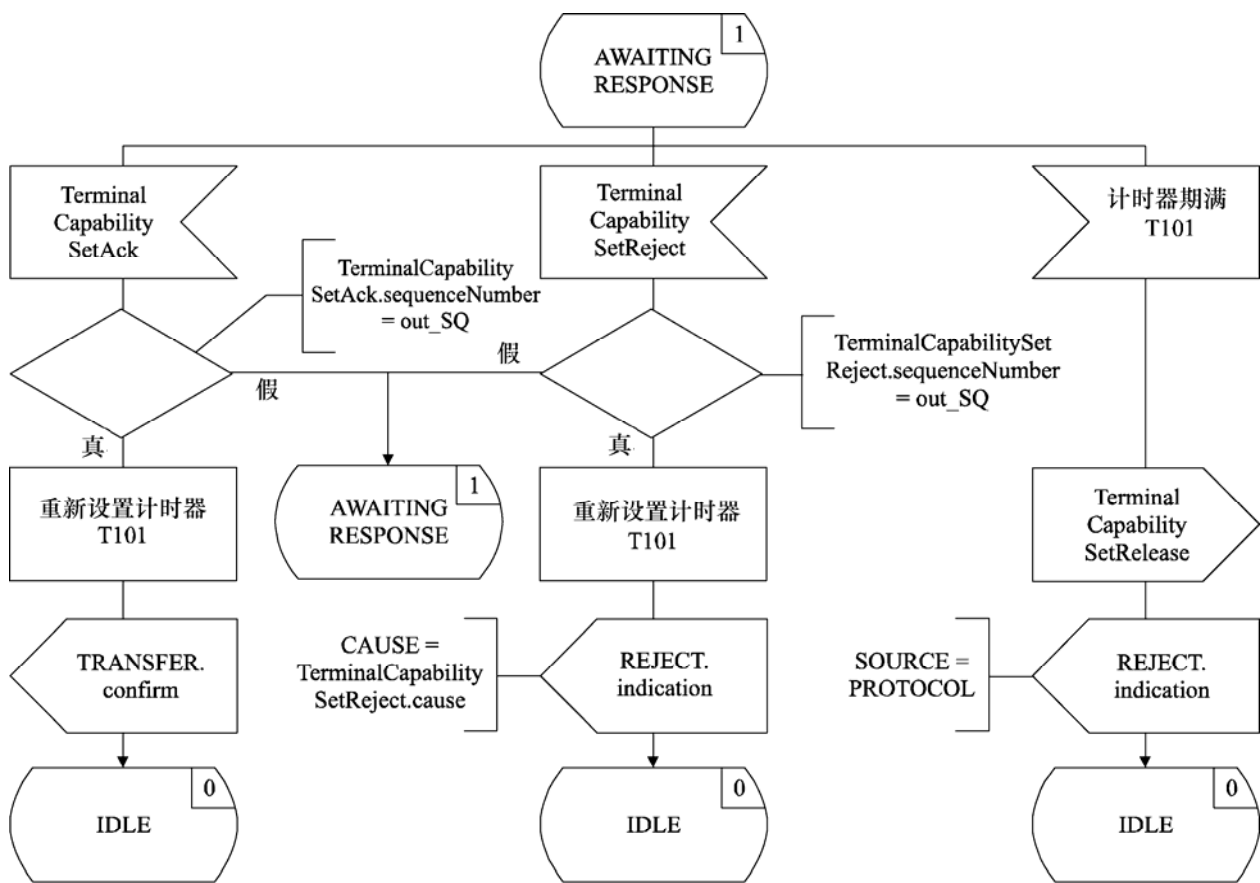 1
AWAITING
RESPONSE
Terminal
Capability
SetAck
Terminal
Capability
SetReject
计时器期满
T101
TerminalCapability
SetAck.sequenceNumber
= out_SQ
TerminalCapabilitySet
Reject.sequenceNumber
= out_SQ
假
假
真
真
重新设置计时器
T101
1
AWAITING
RESPONSE
重新设置计时器
T101
Terminal
Capability
SetRelease
TRANSFER.
confirm
CAUSE =
TerminalCapability
SetReject.cause
REJECT.
indication
SOURCE =
PROTOCOL
REJECT.
indication
0
IDLE
0
IDLE
0
IDLE